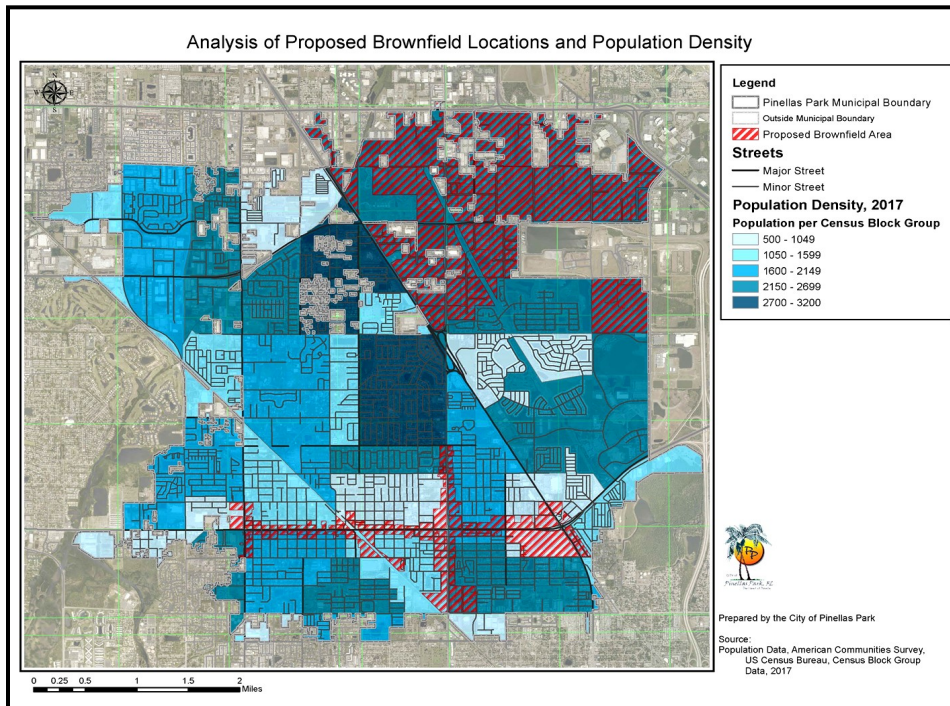 Analysis of Proposed Brownfield Locations and Population Density
N
W E
S
Legend
Pinellas Park Municipal Boundary
Outside Municipal Boundary
Proposed Brownfield Area
Streets
Major Street
Minor Street
Population Density, 2017
Population per Census Block Group
500 - 1049
1050 - 1599
1600 - 2149
2150 - 2699
2700 - 3200
Pinellas Park, FL
Prepared by the City of Pinellas Park
Source:
Population Data, American Communities Survey,
US Census Bureau, Census Block Group
Data, 2017
0 0.25 0.5 1 1.5 2
Miles